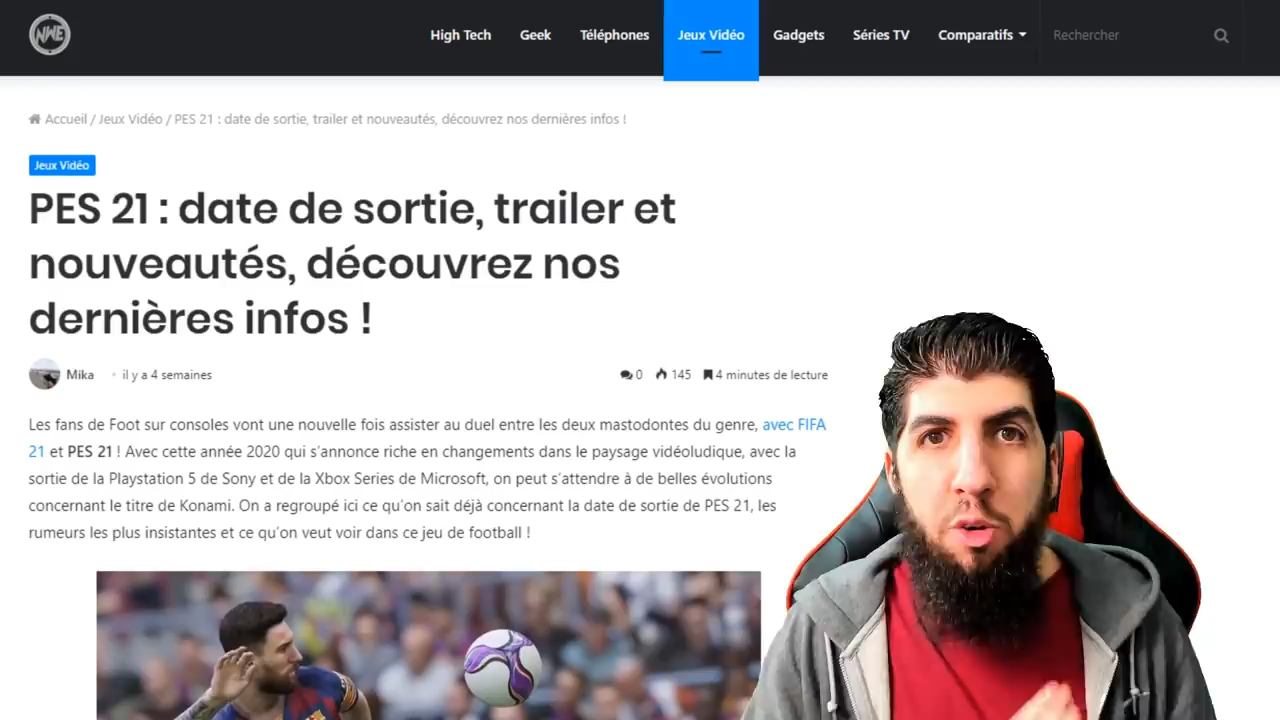 NWE
High Tech Geek Téléphones Jeux Vidéo Gadgets Séries TV Comparatifs Rechercher
Accueil / Jeux Vidéo / PES 21 : date de sortie, trailer et nouveautés, découvrez nos dernières infos !
Jeux Vidéo
PES 21 : date de sortie, trailer et
nouveautés, découvrez nos
dernières infos !
Mika • il y a 4 semaines 0 145 4 minutes de lecture
Les fans de Foot sur consoles vont une nouvelle fois assister au duel entre les deux mastodontes du genre, avec FIFA
21 et PES 21 ! Avec cette année 2020 qui s'annonce riche en changements dans le paysage vidéoludique, avec la
sortie de la Playstation 5 de Sony et de la Xbox Series de Microsoft, on peut s'attendre à de belles évolutions
concernant le titre de Konami. On a regroupé ici ce qu'on sait déjà concernant la date de sortie de PES 21, les
rumeurs les plus insistantes et ce qu'on veut voir dans ce jeu de football !